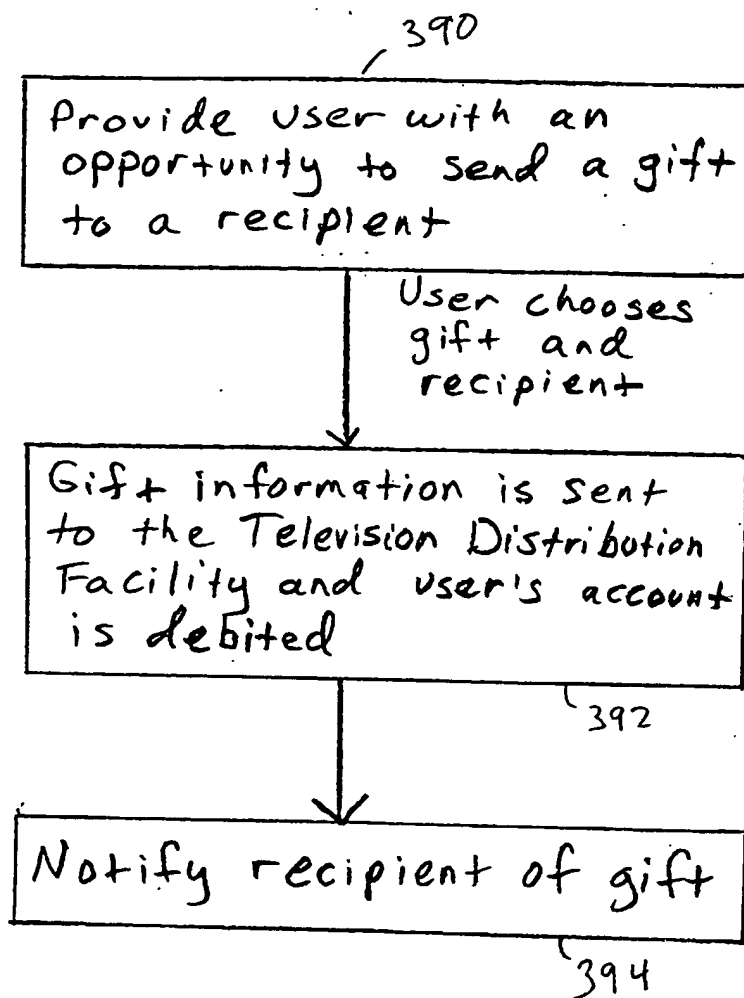 390
Provide user with an
opportunity to send a gift
to a recipient
User chooses
gift and
recipient
Gift information is sent
to the Television Distribution
Facility and user's account
is debited
392
Notify recipient of gift
394